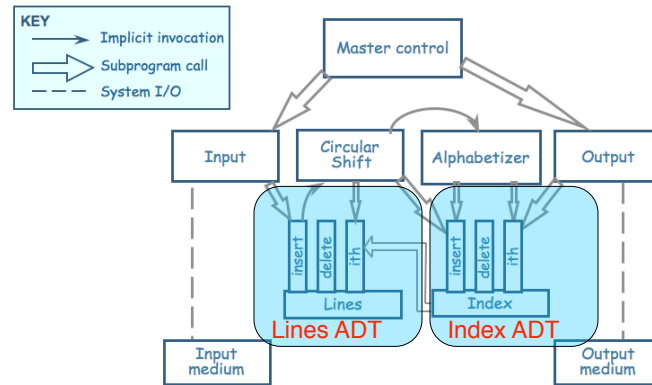 KEY
Implicit invocation
Subprogram call
System I/O
Master control
Input
Circular
Shift
Alphabetizer
Output
insert
delete
ith
Lines
Lines ADT
insert
delete
ith
Index
Index ADT
Input
medium
Output
medium